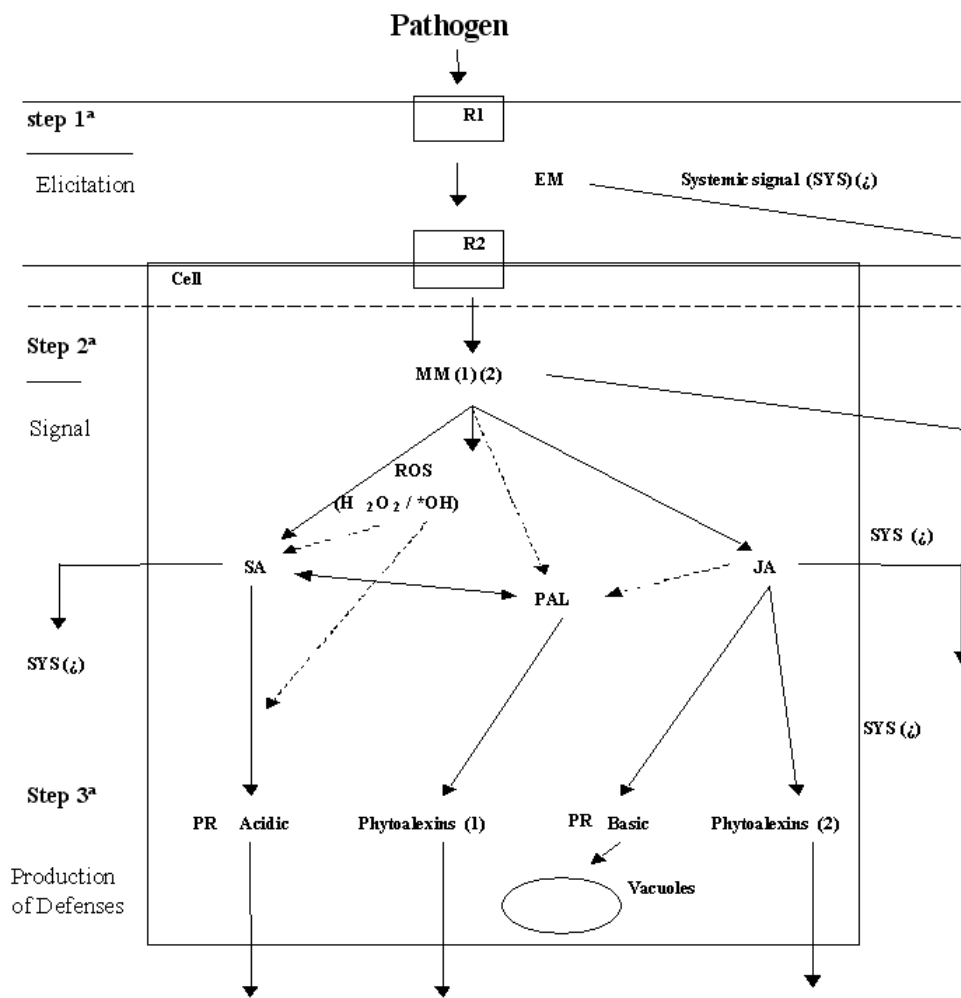 Pathogen
step 1ª
R1
Elicitation
EM
Systemic signal (SYS) (¿)
R2
Cell
Step 2ª
MM (1) (2)
Signal
ROS
(H 2O2 / *OH)
SYS (¿)
SA
JA
PAL
SYS (¿)
SYS (¿)
Step 3ª
PR Acidic
Phytoalexins (1)
PR Basic
Phytoalexins (2)
Production
of Defenses
Vacuoles